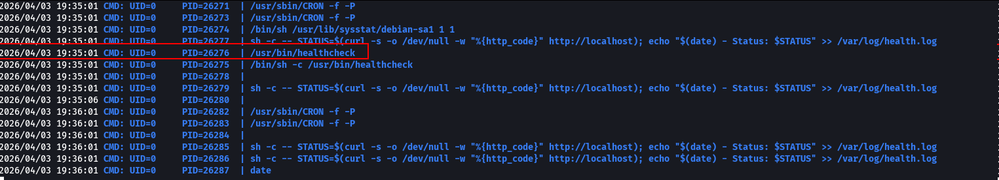 2026/04/03 19:35:01 CMD: UID=0     PID=26271  | /usr/sbin/CRON -f -P
2026/04/03 19:35:01 CMD: UID=0     PID=26273  | /usr/sbin/CRON -f -P
2026/04/03 19:35:01 CMD: UID=0     PID=26274  | /bin/sh /usr/lib/sysstat/debian-sa1 1 1
2026/04/03 19:35:01 CMD: UID=0     PID=26277  | sh -c -- STATUS=$(curl -s -o /dev/null -w "%{http_code}" http://localhost); echo "$(date) - Status: $STATUS" >> /var/log/health.log
2026/04/03 19:35:01 CMD: UID=0     PID=26276  | /usr/bin/healthcheck
2026/04/03 19:35:01 CMD: UID=0     PID=26275  | /bin/sh -c /usr/bin/healthcheck
2026/04/03 19:35:01 CMD: UID=0     PID=26278  |
2026/04/03 19:35:01 CMD: UID=0     PID=26279  | sh -c -- STATUS=$(curl -s -o /dev/null -w "%{http_code}" http://localhost); echo "$(date) - Status: $STATUS" >> /var/log/health.log
2026/04/03 19:35:06 CMD: UID=0     PID=26280  |
2026/04/03 19:36:01 CMD: UID=0     PID=26282  | /usr/sbin/CRON -f -P
2026/04/03 19:36:01 CMD: UID=0     PID=26283  | /usr/sbin/CRON -f -P
2026/04/03 19:36:01 CMD: UID=0     PID=26284  |
2026/04/03 19:36:01 CMD: UID=0     PID=26285  | sh -c -- STATUS=$(curl -s -o /dev/null -w "%{http_code}" http://localhost); echo "$(date) - Status: $STATUS" >> /var/log/health.log
2026/04/03 19:36:01 CMD: UID=0     PID=26286  | sh -c -- STATUS=$(curl -s -o /dev/null -w "%{http_code}" http://localhost); echo "$(date) - Status: $STATUS" >> /var/log/health.log
2026/04/03 19:36:01 CMD: UID=0     PID=26287  | date